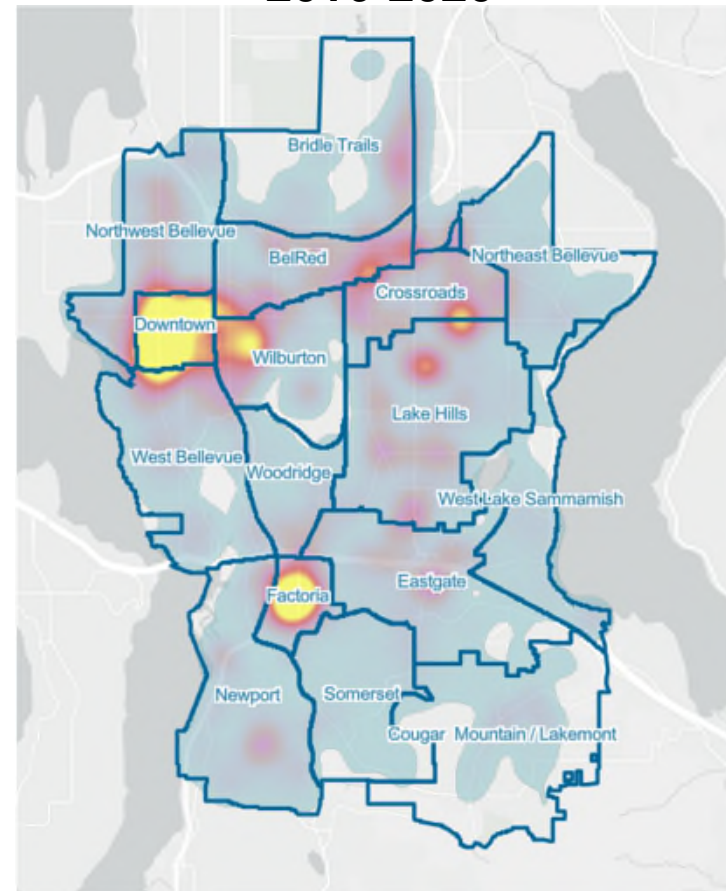 Bridle Trails
Northwest Bellevue
BelRed
Northeast Bellevue
Crossroads
Downtown
Wilburton
Lake Hills
West Bellevue
Woodridge
West Lake Sammamish
Eastgate
Factoria
Newport
Somerset
Cougar Mountain / Lakemont